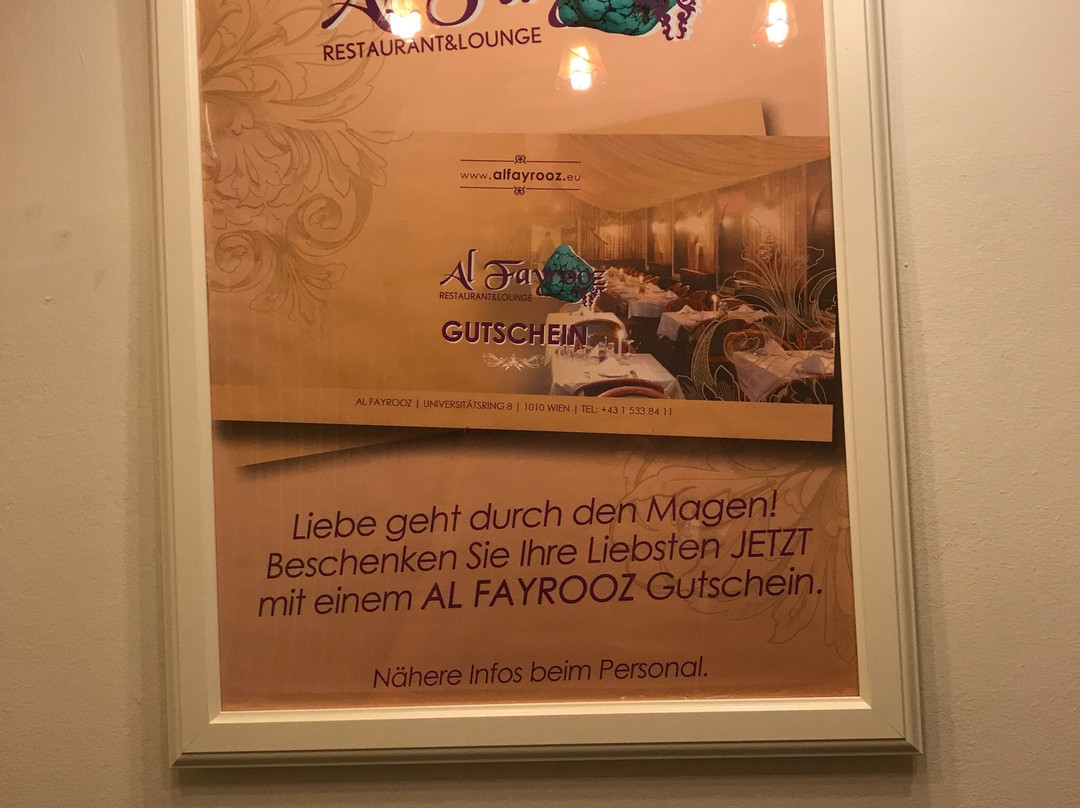 Al Fay
RESTAURANT&LOUNGE
www.alfayrooz.eu
Al Fayrooz
RESTAURANT&LOUNGE
GUTSCHEIN
AL FAYROOZ | UNIVERSITÄTSRING 8 | 1010 WIEN | TEL: +43 1 533 84 11
Liebe geht durch den Magen!
Beschenken Sie Ihre Liebsten JETZT
mit einem AL FAYROOZ Gutschein.
Nähere Infos beim Personal.